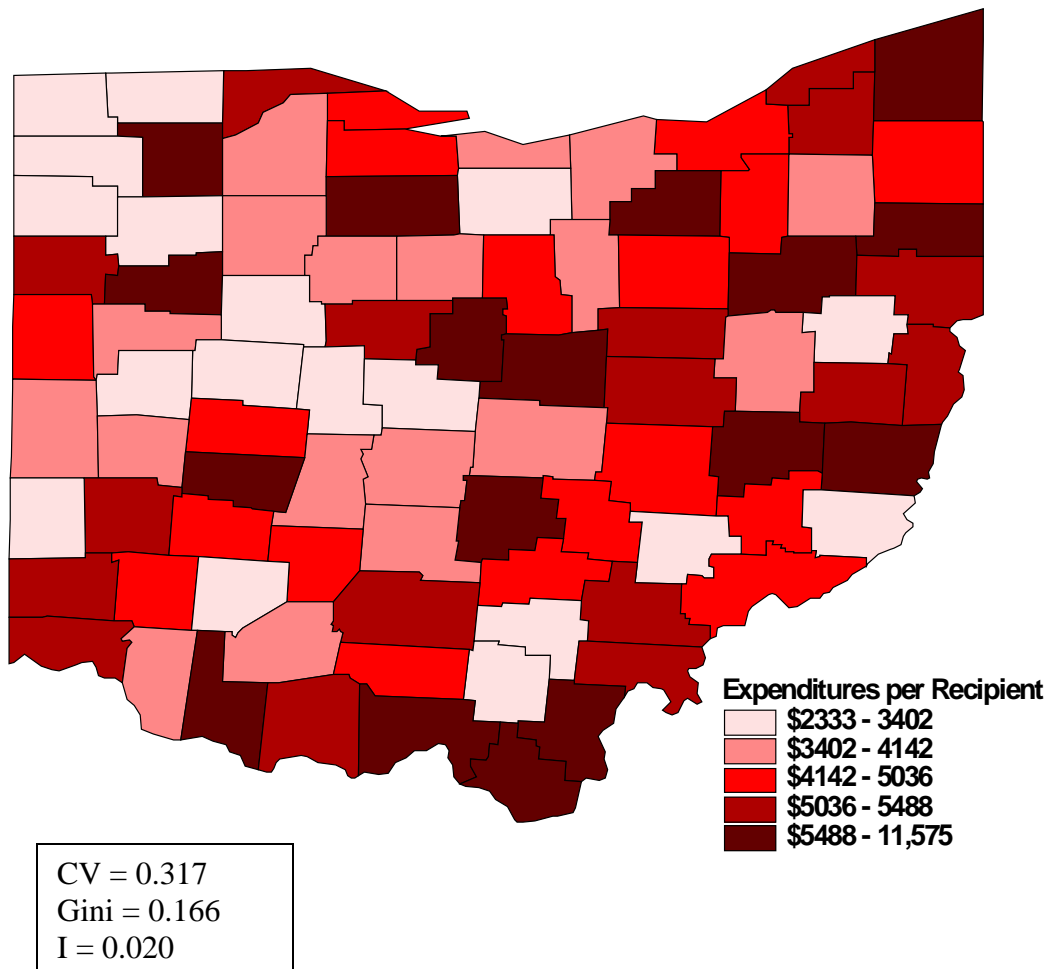 Expenditures per Recipient
$2333 - 3402
$3402 - 4142
$4142 - 5036
$5036 - 5488
$5488 - 11,575
CV = 0.317
Gini = 0.166
I = 0.020